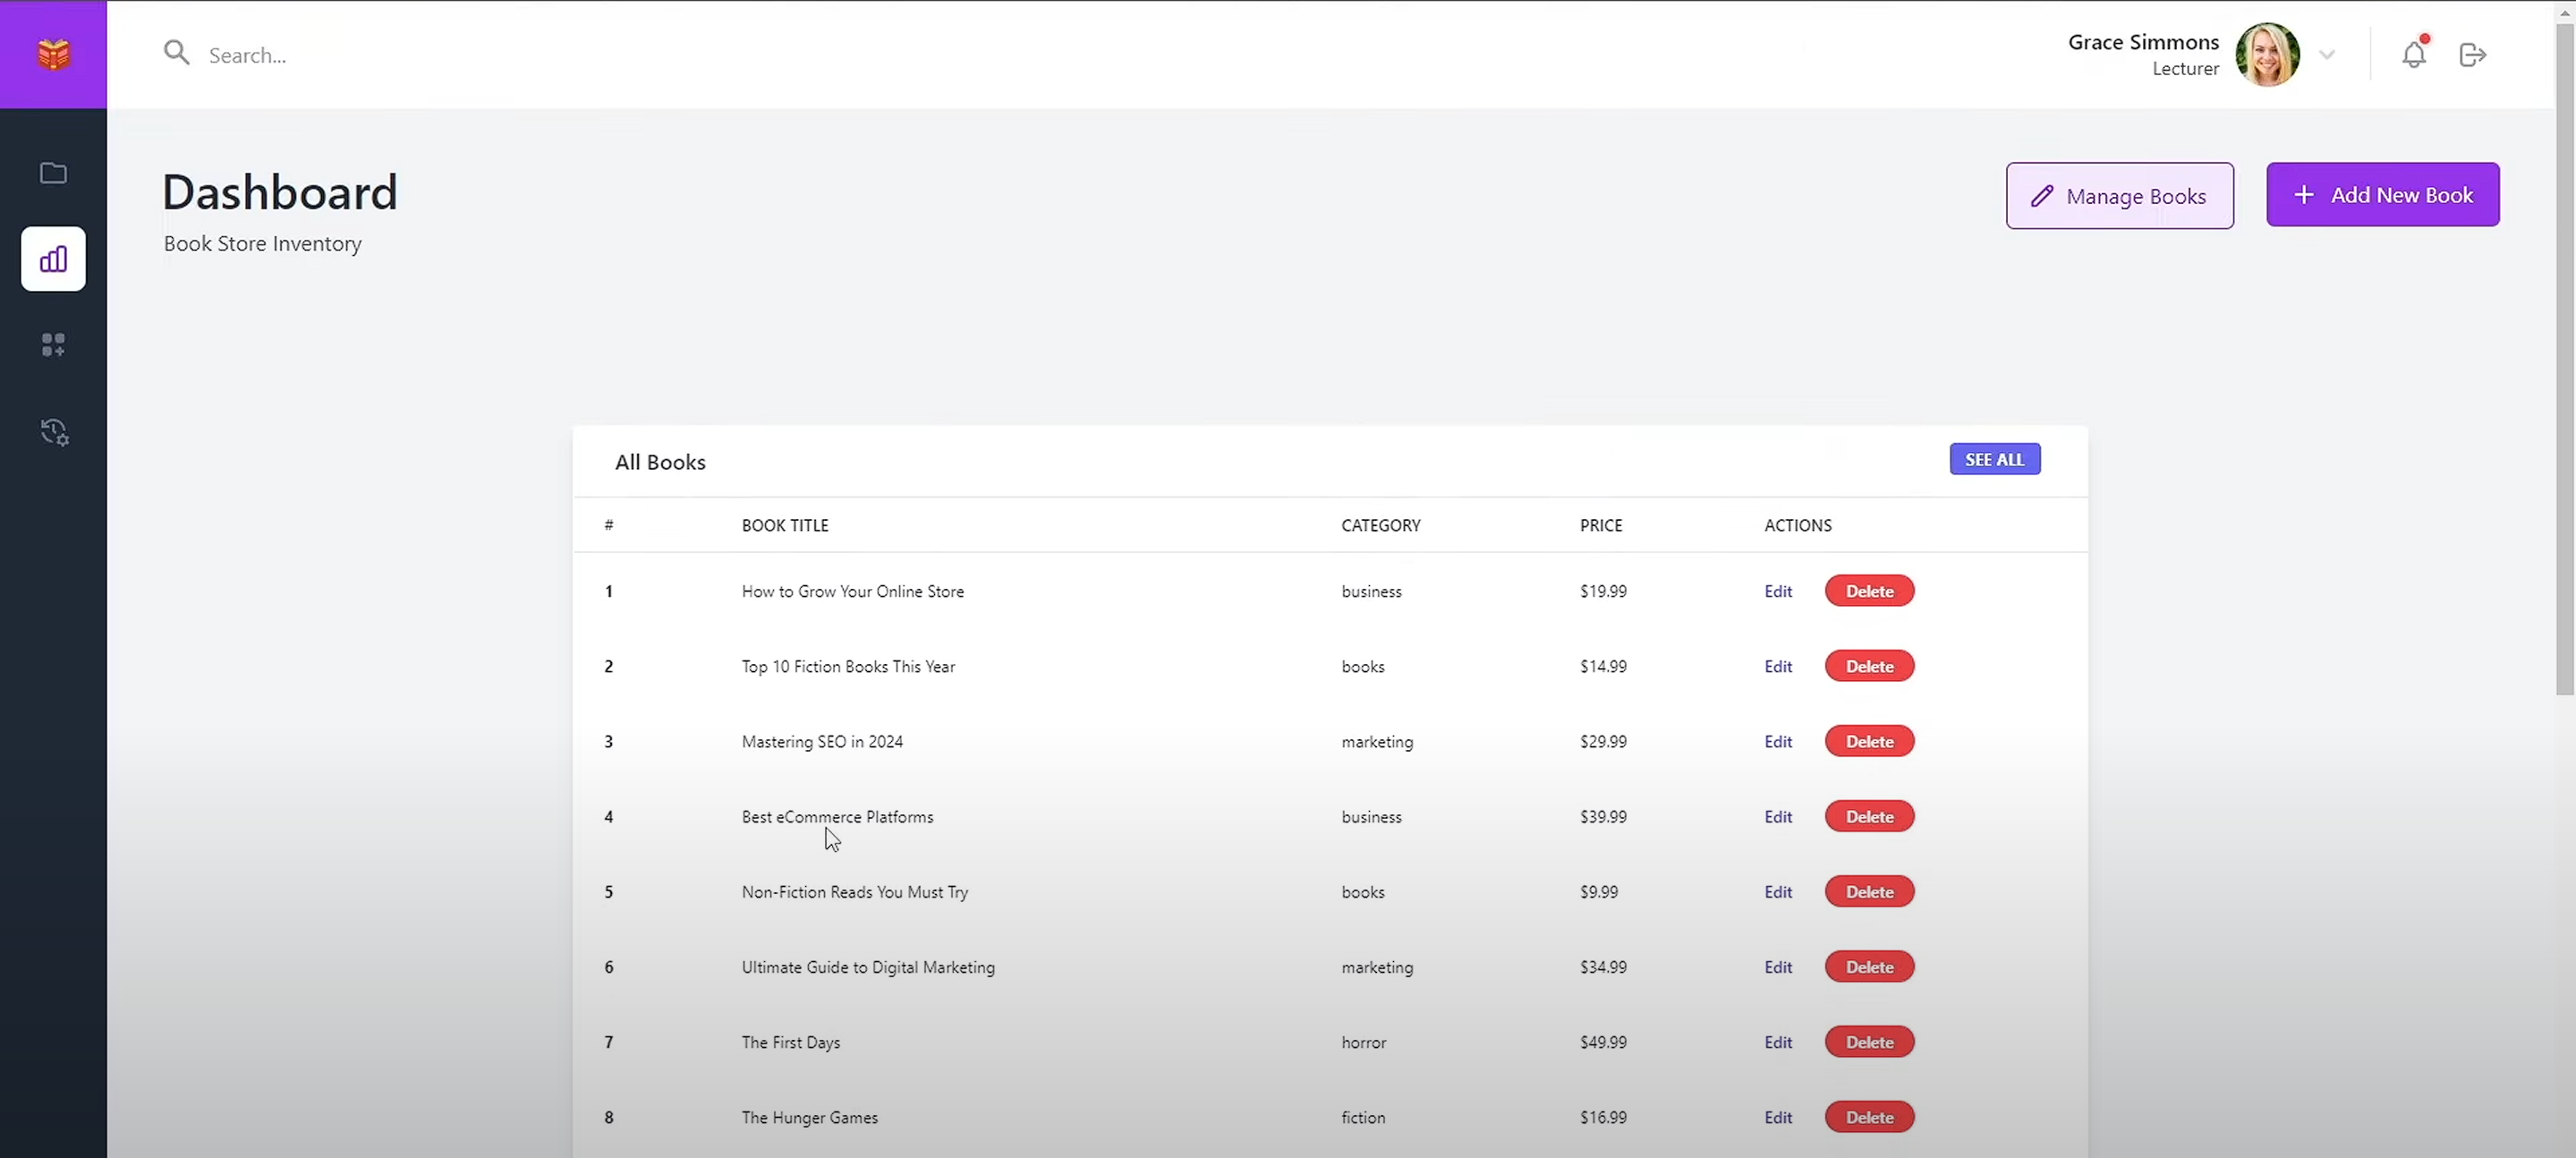 Search...
Grace Simmons
Lecturer
Dashboard
Book Store Inventory
Manage Books
Add New Book
All Books
SEE ALL
# BOOK TITLE CATEGORY PRICE ACTIONS
1 How to Grow Your Online Store business $19.99 Edit Delete
2 Top 10 Fiction Books This Year books $14.99 Edit Delete
3 Mastering SEO in 2024 marketing $29.99 Edit Delete
4 Best eCommerce Platforms business $39.99 Edit Delete
5 Non-Fiction Reads You Must Try books $9.99 Edit Delete
6 Ultimate Guide to Digital Marketing marketing $34.99 Edit Delete
7 The First Days horror $49.99 Edit Delete
8 The Hunger Games fiction $16.99 Edit Delete